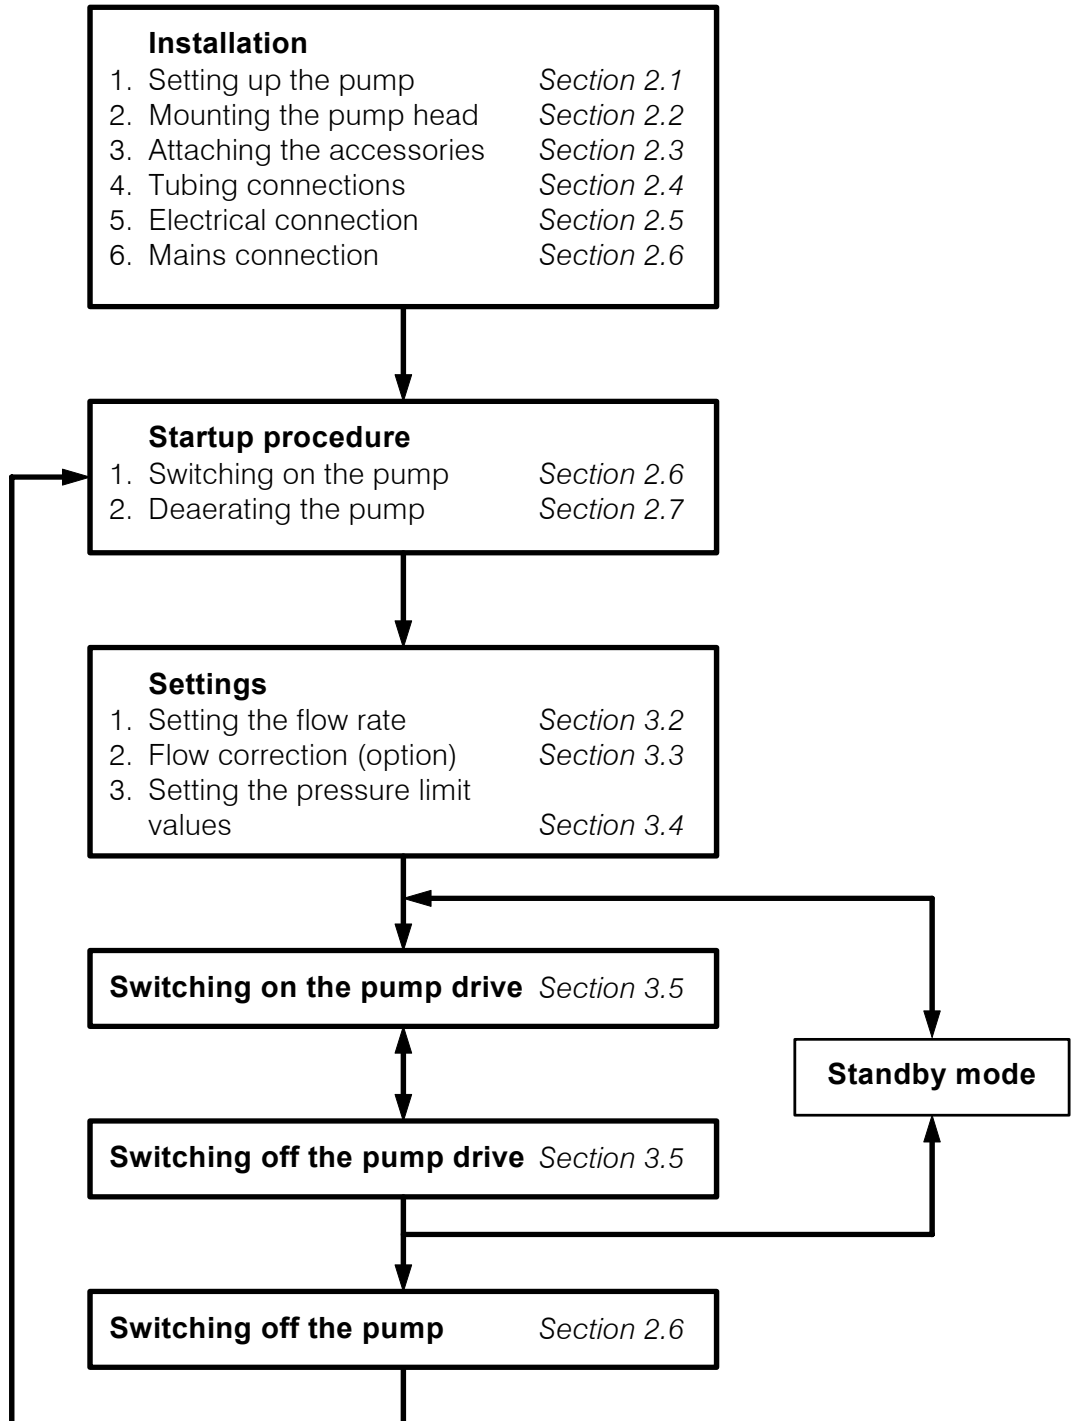 Installation
1. Setting up the pump Section 2.1
2. Mounting the pump head Section 2.2
3. Attaching the accessories Section 2.3
4. Tubing connections Section 2.4
5. Electrical connection Section 2.5
6. Mains connection Section 2.6
Startup procedure
1. Switching on the pump Section 2.6
2. Deaerating the pump Section 2.7
Settings
1. Setting the flow rate Section 3.2
2. Flow correction (option) Section 3.3
3. Setting the pressure limit
values Section 3.4
Switching on the pump drive Section 3.5
Standby mode
Switching off the pump drive Section 3.5
Switching off the pump Section 2.6